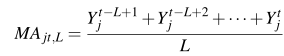 $MA_{jt,L} = \frac{Y_j^{t-L+1} + Y_j^{t-L+2} + \cdots + Y_j^t}{L}$